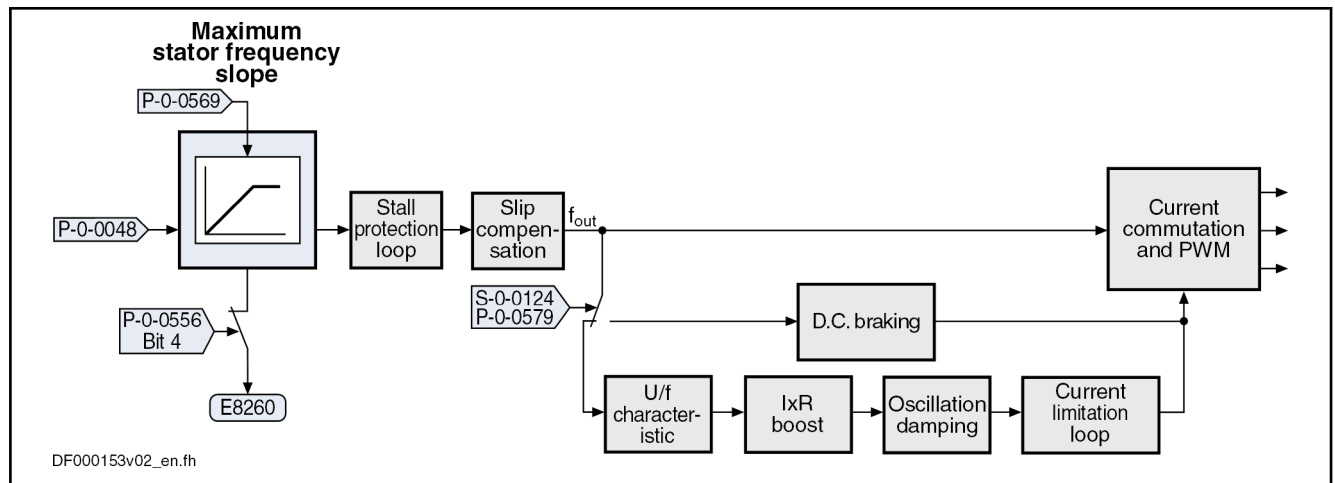 Maximum
stator frequency
slope
P-0-0569
P-0-0048
Stall
protection
loop
Slip
compen-
sation
fout
Current
commutation
and PWM
S-0-0124
P-0-0579
P-0-0556
Bit 4
D.C. braking
E8260
U/f
character-
istic
IxR
boost
Oscillation
damping
Current
limitation
loop
DF000153v02_en.fh